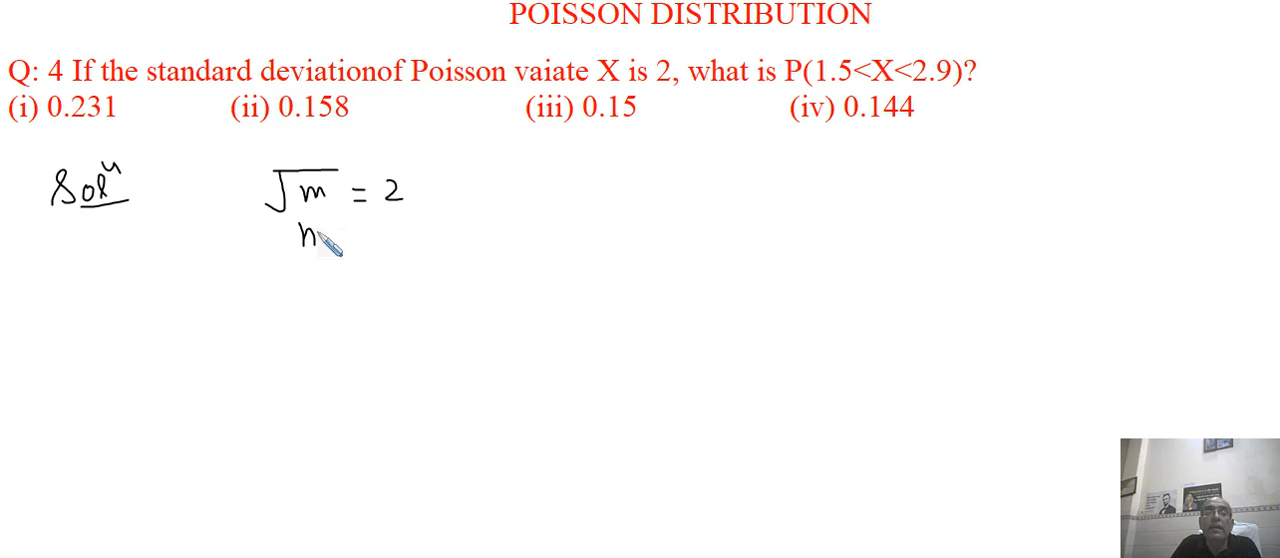 POISSON DISTRIBUTION
Q: 4 If the standard deviationof Poisson vaiate X is 2, what is P(1.5<X<2.9)?
(i) 0.231 (ii) 0.158 (iii) 0.15 (iv) 0.144
Solⁿ √m = 2